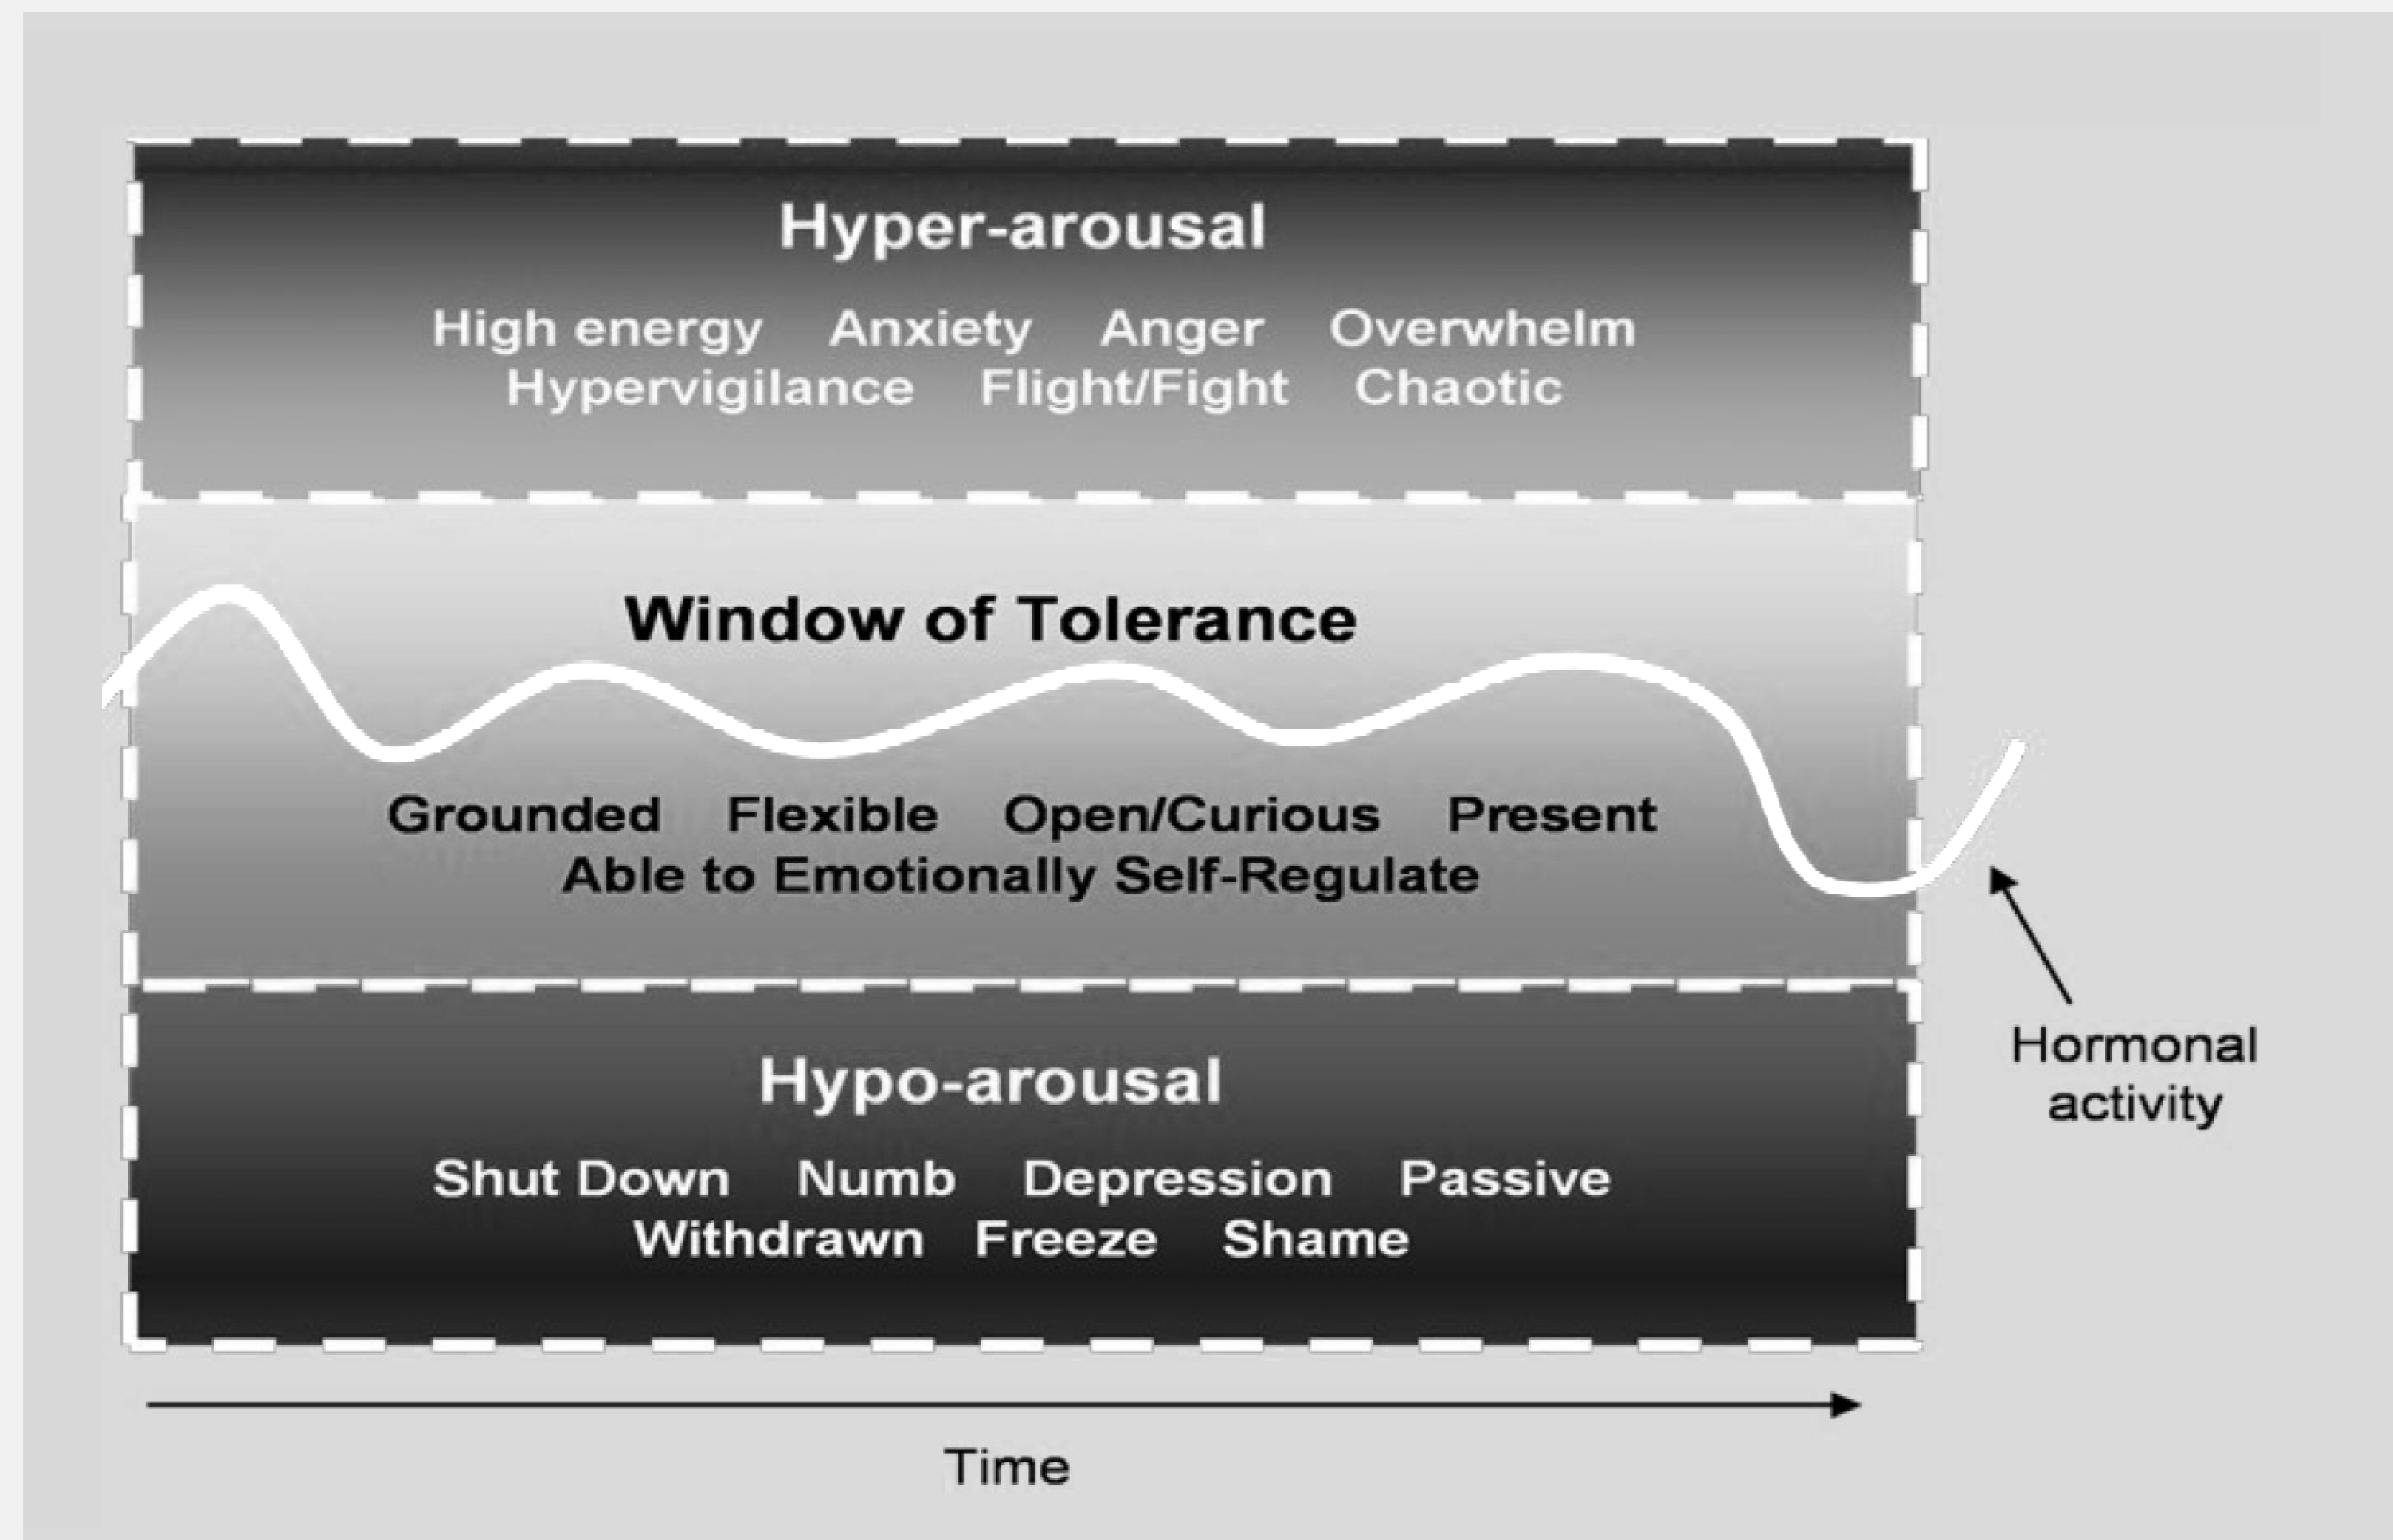 Hyper-arousal
High energy Anxiety Anger Overwhelm
Hypervigilance Flight/Fight Chaotic
Window of Tolerance
Grounded Flexible Open/Curious Present
Able to Emotionally Self-Regulate
Hypo-arousal
Shut Down Numb Depression Passive
Withdrawn Freeze Shame
Hormonal
activity
Time